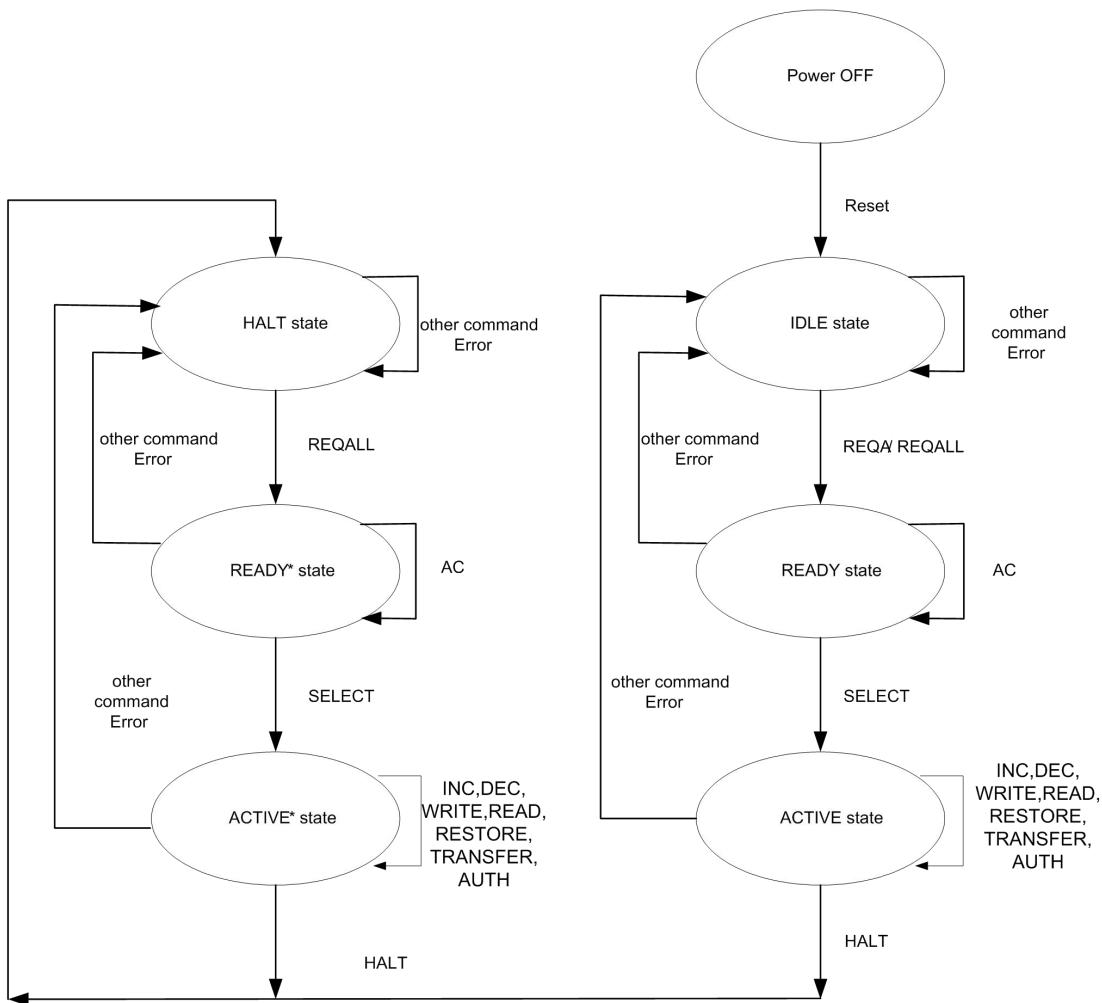 Power OFF
Reset
HALT state
other command
Error
IDLE state
other
command
Error
other command
Error
REQALL
other command
Error
REQA/ REQALL
READY* state
AC
READY state
AC
other
command
Error
SELECT
other command
Error
SELECT
ACTIVE* state
INC,DEC,
WRITE,READ,
RESTORE,
TRANSFER,
AUTH
ACTIVE state
INC,DEC,
WRITE,READ,
RESTORE,
TRANSFER,
AUTH
HALT
HALT